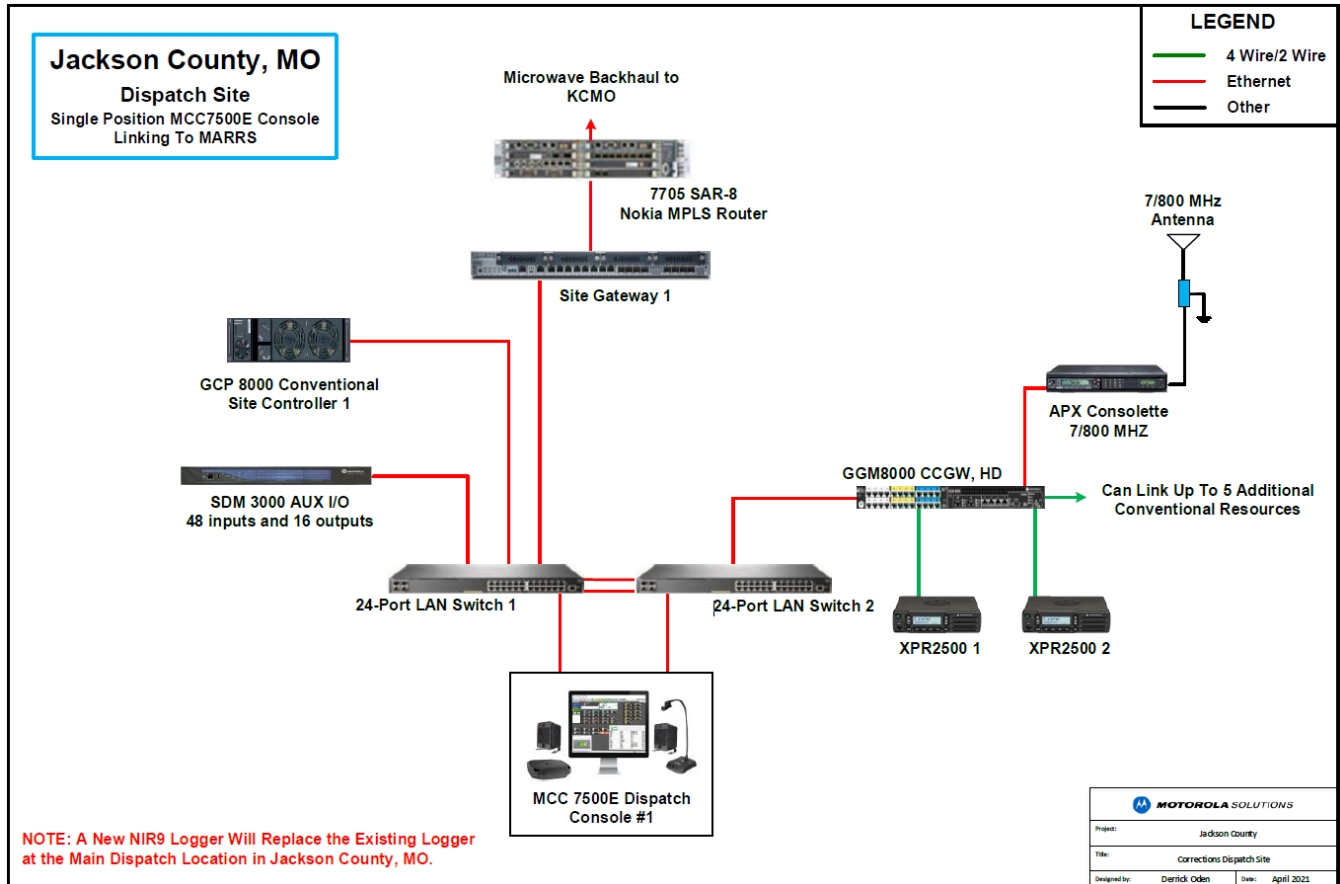 Jackson County, MO
Dispatch Site
Single Position MCC7500E Console
Linking To MARRS
LEGEND
4 Wire/2 Wire
Ethernet
Other
Microwave Backhaul to
KCMO
7705 SAR-8
Nokia MPLS Router
7/800 MHz
Antenna
Site Gateway 1
GCP 8000 Conventional
Site Controller 1
APX Consolette
7/800 MHZ
SDM 3000 AUX I/O
48 inputs and 16 outputs
GGM8000 CCGW, HD
Can Link Up To 5 Additional
Conventional Resources
24-Port LAN Switch 1
24-Port LAN Switch 2
XPR2500 1
XPR2500 2
MCC 7500E Dispatch
Console #1
NOTE: A New NIR9 Logger Will Replace the Existing Logger
at the Main Dispatch Location in Jackson County, MO.
MOTOROLA SOLUTIONS
Project: Jackson County
Title: Corrections Dispatch Site
Designed by: Derrick Oden Date: April 2021